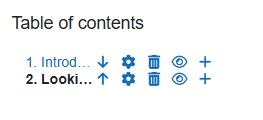 Table of contents
1. Introd...
2. Looki...